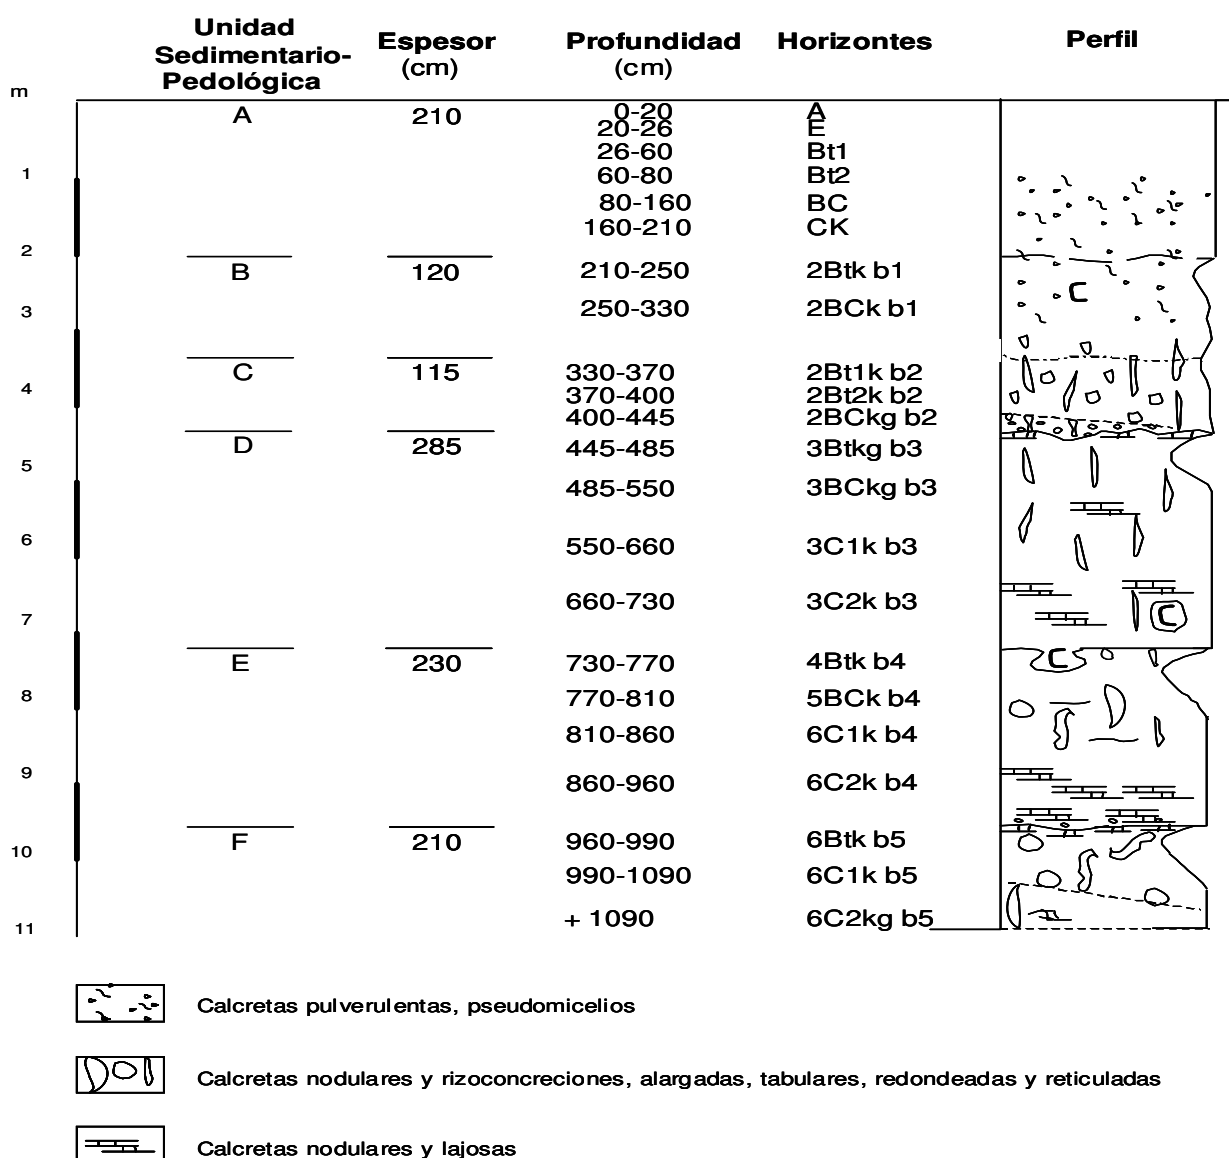 Unidad
Sedimentario-
Pedológica
Espesor
(cm)
Profundidad
(cm)
Horizontes
Perfil
m
A 210 0-20 A
20-26 E
26-60 Bt1
1 60-80 Bt2
80-160 BC
160-210 CK
2
B 120 210-250 2Btk b1
C
3 250-330 2BCk b1
C 115 330-370 2Bt1k b2
4 370-400 2Bt2k b2
400-445 2BCkg b2
D 285 445-485 3Btkg b3
5
485-550 3BCkg b3
6 550-660 3C1k b3
660-730 3C2k b3
7 C
E 230 730-770 4Btk b4
C
8 770-810 5BCk b4
810-860 6C1k b4
9 860-960 6C2k b4
F 210 960-990 6Btk b5
10
990-1090 6C1k b5
11 + 1090 6C2kg b5
Calcretas pulverulentas, pseudomicelios
Calcretas nodulares y rizoconcreciones, alargadas, tabulares, redondeadas y reticuladas
Calcretas nodulares y lajosas